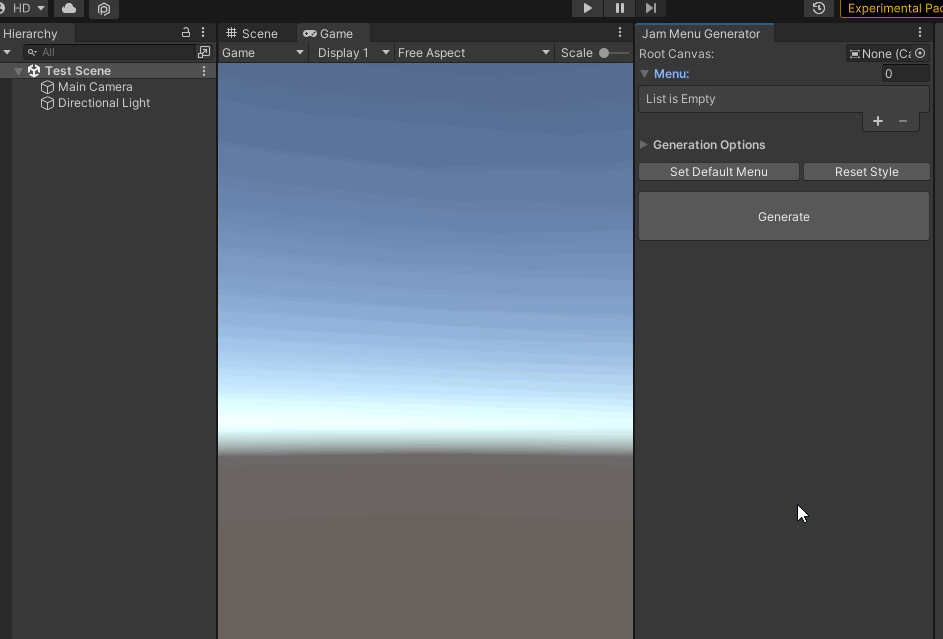 HD
Experimental Pac
Hierarchy
All
Test Scene
Main Camera
Directional Light
Scene
Game
Game
Display 1
Free Aspect
Scale
Jam Menu Generator
Root Canvas:
None (Ca
Menu:
0
List is Empty
+ −
Generation Options
Set Default Menu
Reset Style
Generate